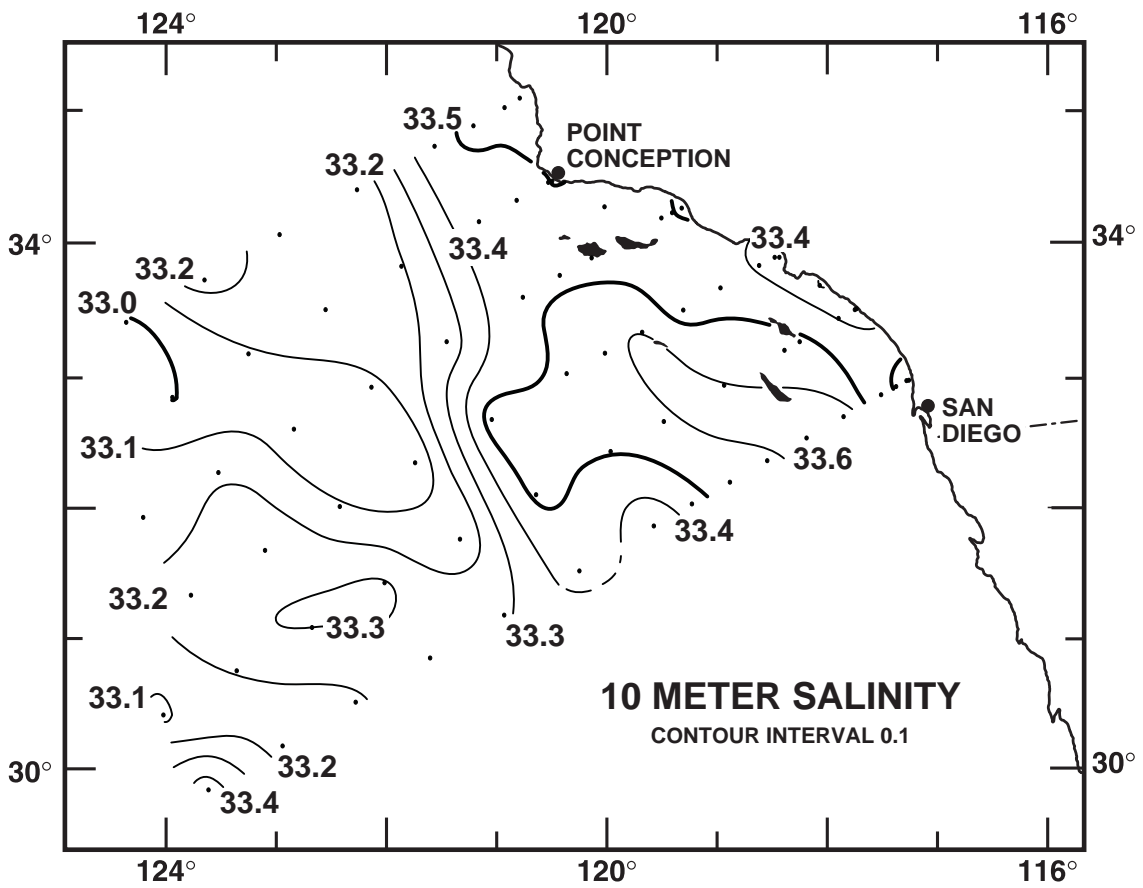 124° 120° 116°
33.5
POINT
CONCEPTION
33.2
34° 33.4 33.4 34°
33.2
33.0
SAN
DIEGO
33.1
33.6
33.4
33.2
33.3
33.3
33.1
10 METER SALINITY
CONTOUR INTERVAL 0.1
33.2
30° 30°
33.4
124° 120° 116°